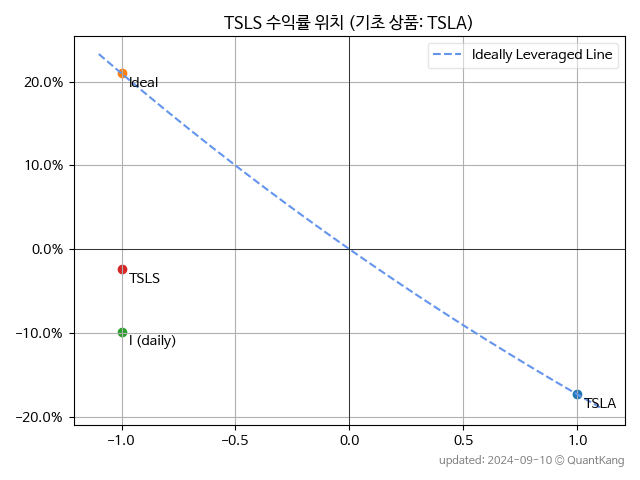 TSLS 수익률 위치 (기초 상품: TSLA)
Ideally Leveraged Line
20.0%
Ideal
10.0%
0.0%
TSLS
−10.0%
I (daily)
−20.0%
TSLA
−1.0
−0.5
0.0
0.5
1.0
updated: 2024-09-10 © QuantKang